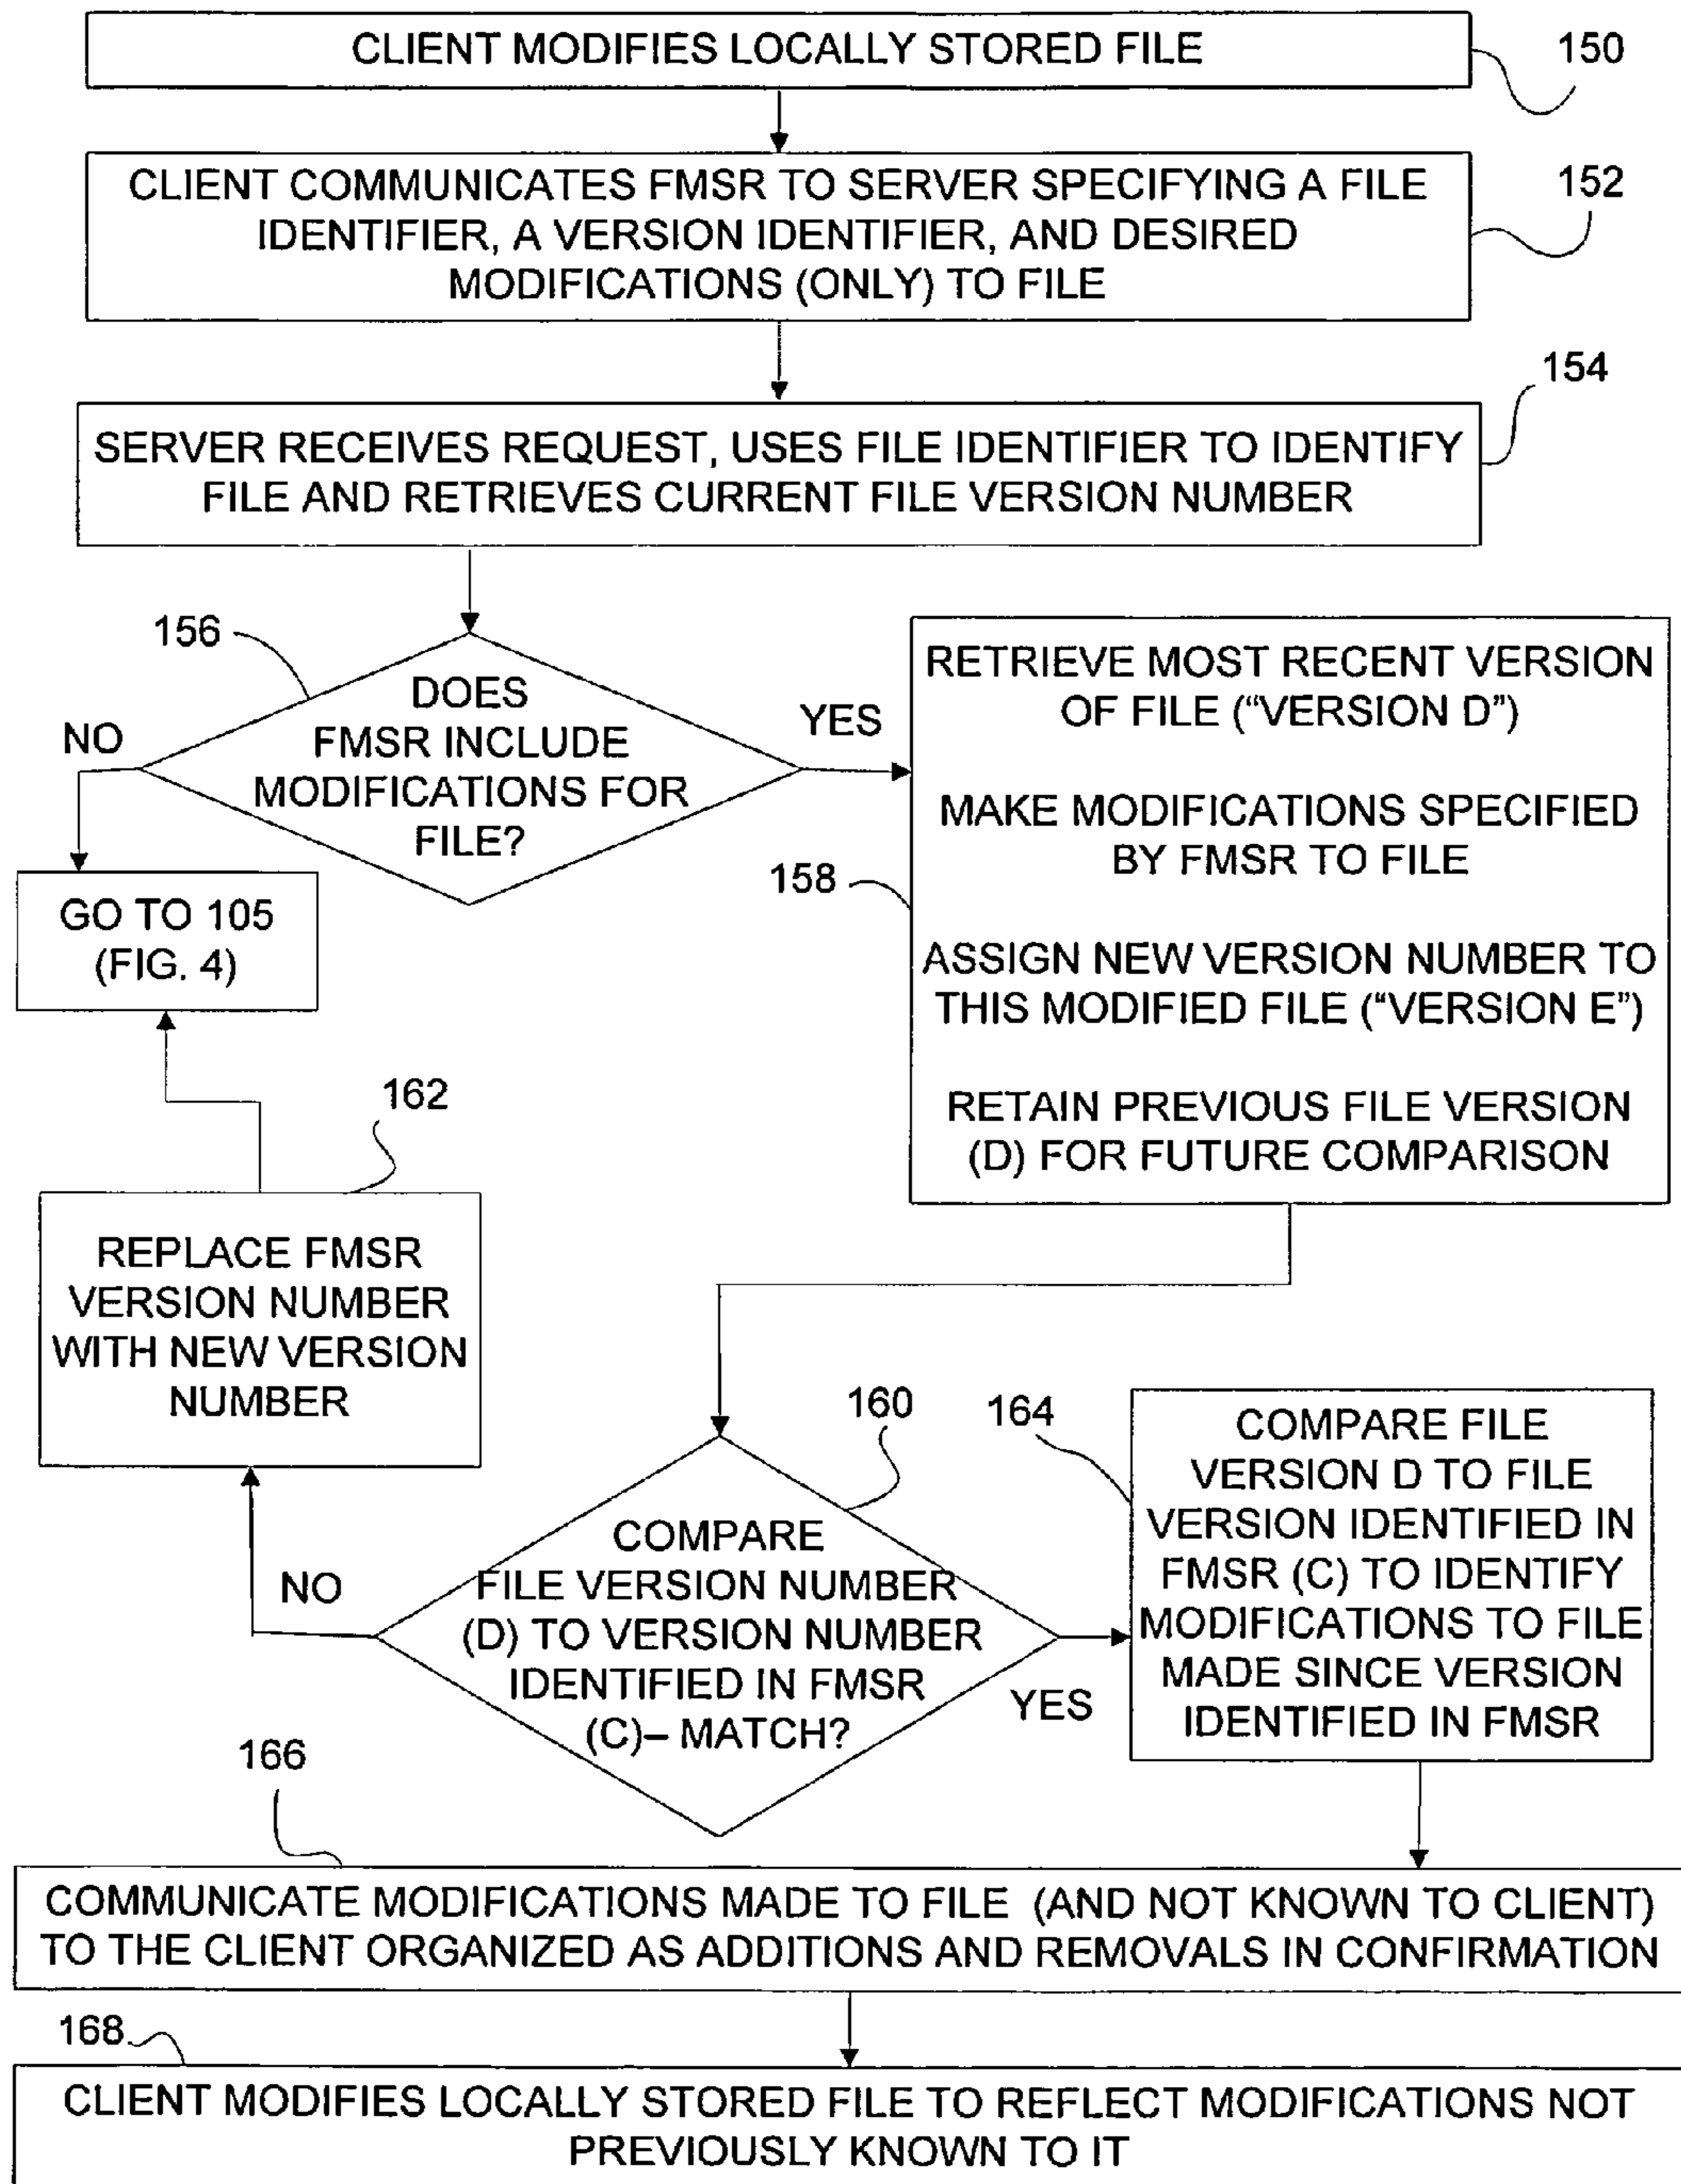 CLIENT MODIFIES LOCALLY STORED FILE
150
CLIENT COMMUNICATES FMSR TO SERVER SPECIFYING A FILE
IDENTIFIER, A VERSION IDENTIFIER, AND DESIRED
MODIFICATIONS (ONLY) TO FILE
152
154
SERVER RECEIVES REQUEST, USES FILE IDENTIFIER TO IDENTIFY
FILE AND RETRIEVES CURRENT FILE VERSION NUMBER
156
DOES
FMSR INCLUDE
MODIFICATIONS FOR
FILE?
NO
YES
GO TO 105
(FIG. 4)
158
RETRIEVE MOST RECENT VERSION
OF FILE (“VERSION D”)
MAKE MODIFICATIONS SPECIFIED
BY FMSR TO FILE
ASSIGN NEW VERSION NUMBER TO
THIS MODIFIED FILE (“VERSION E”)
RETAIN PREVIOUS FILE VERSION
(D) FOR FUTURE COMPARISON
162
REPLACE FMSR
VERSION NUMBER
WITH NEW VERSION
NUMBER
160
COMPARE
FILE VERSION NUMBER
(D) TO VERSION NUMBER
IDENTIFIED IN FMSR
(C)– MATCH?
NO
YES
164
COMPARE FILE
VERSION D TO FILE
VERSION IDENTIFIED IN
FMSR (C) TO IDENTIFY
MODIFICATIONS TO FILE
MADE SINCE VERSION
IDENTIFIED IN FMSR
166
COMMUNICATE MODIFICATIONS MADE TO FILE (AND NOT KNOWN TO CLIENT)
TO THE CLIENT ORGANIZED AS ADDITIONS AND REMOVALS IN CONFIRMATION
168
CLIENT MODIFIES LOCALLY STORED FILE TO REFLECT MODIFICATIONS NOT
PREVIOUSLY KNOWN TO IT